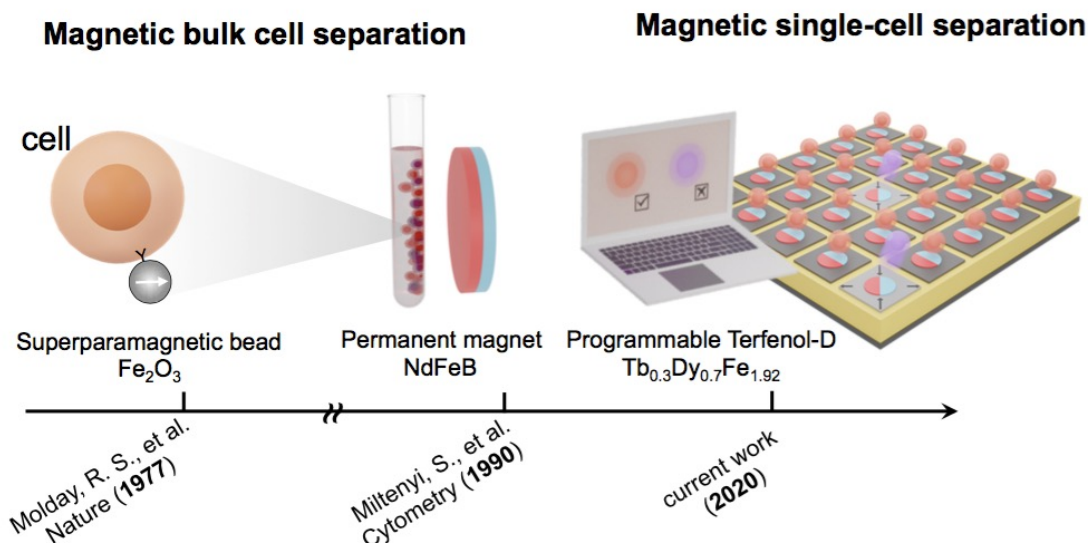 Magnetic bulk cell separation
Magnetic single-cell separation
cell
Y
Superparamagnetic bead
Fe₂O₃
Permanent magnet
NdFeB
Programmable Terfenol-D
Tb₀.₃Dy₀.₇Fe₁.₉₂
Molday, R. S., et al.
Nature (1977)
Miltenyi, S., et al.
Cytometry (1990)
current work
(2020)